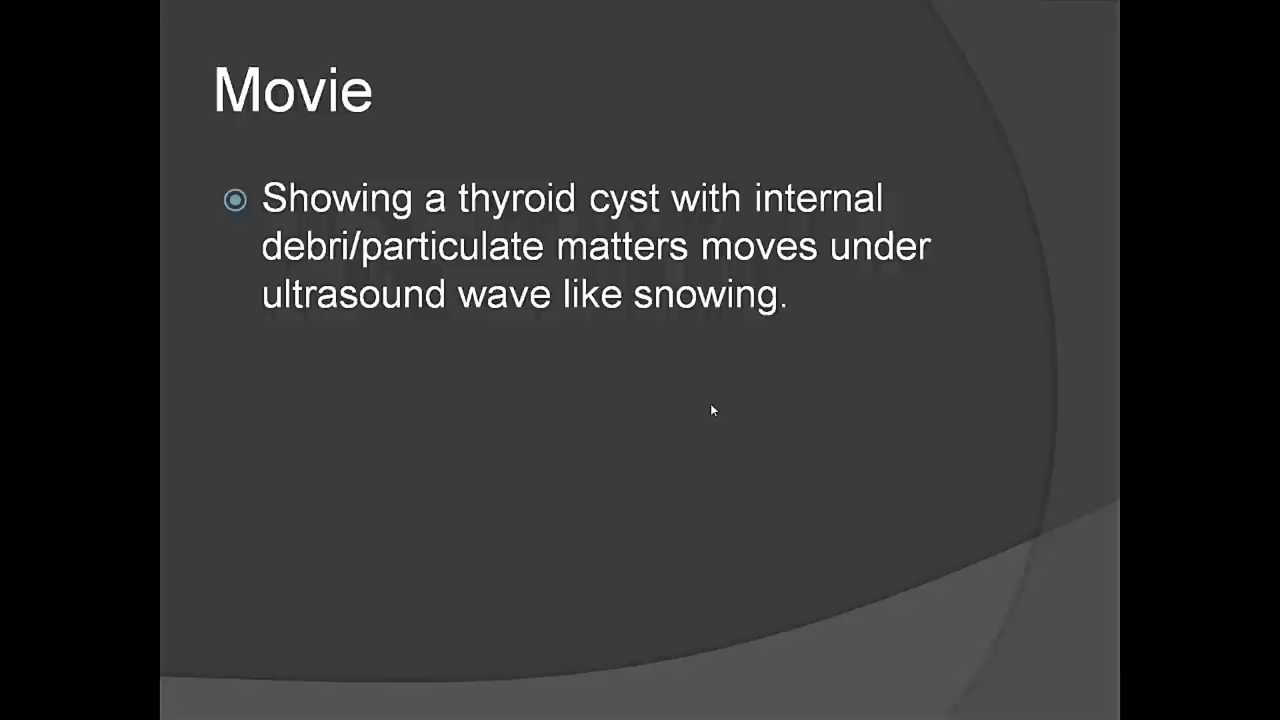 Movie
Showing a thyroid cyst with internal
debri/particulate matters moves under
ultrasound wave like snowing.